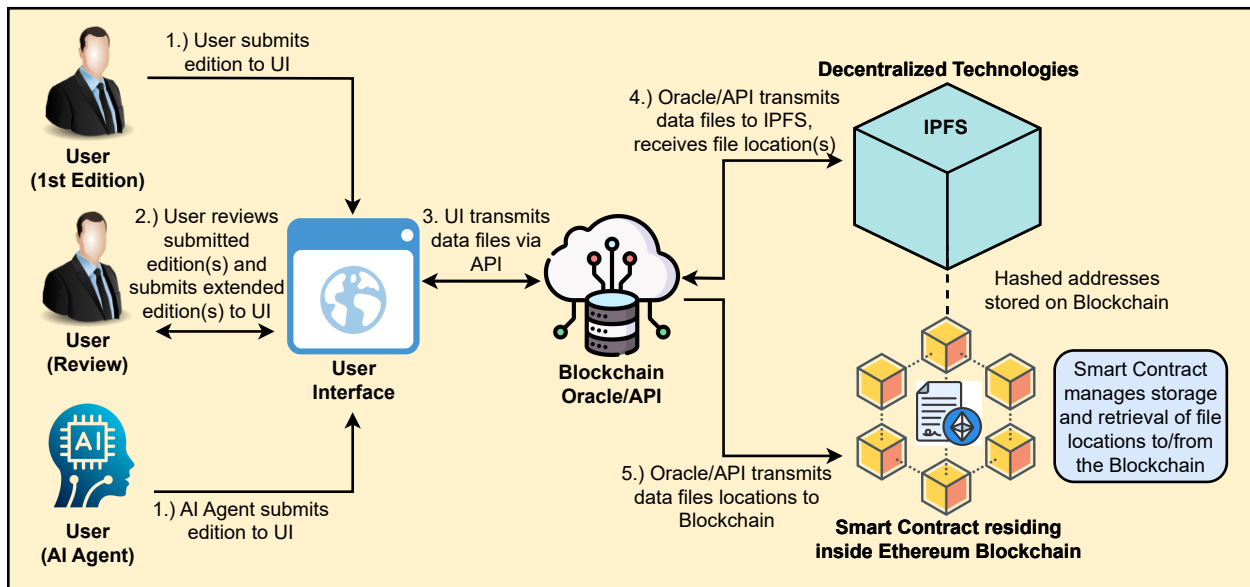 1.) User submits
edition to UI
User
(1st Edition)
2.) User reviews
submitted
edition(s) and
submits extended
edition(s) to UI
User
(Review)
AI
User
(AI Agent)
1.) AI Agent submits
edition to UI
User
Interface
3. UI transmits
data files via
API
Blockchain
Oracle/API
4.) Oracle/API transmits
data files to IPFS,
receives file location(s)
Decentralized Technologies
IPFS
Hashed addresses
stored on Blockchain
5.) Oracle/API transmits
data files locations to
Blockchain
Smart Contract
manages storage
and retrieval of file
locations to/from
the Blockchain
Smart Contract residing
inside Ethereum Blockchain